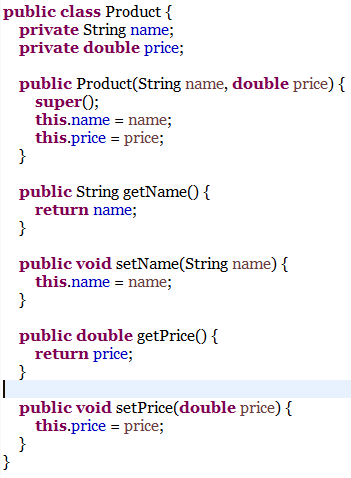 public class Product {
private String name;
private double price;
public Product(String name, double price) {
super();
this.name = name;
this.price = price;
}
public String getName() {
return name;
}
public void setName(String name) {
this.name = name;
}
public double getPrice() {
return price;
}
public void setPrice(double price) {
this.price = price;
}
}